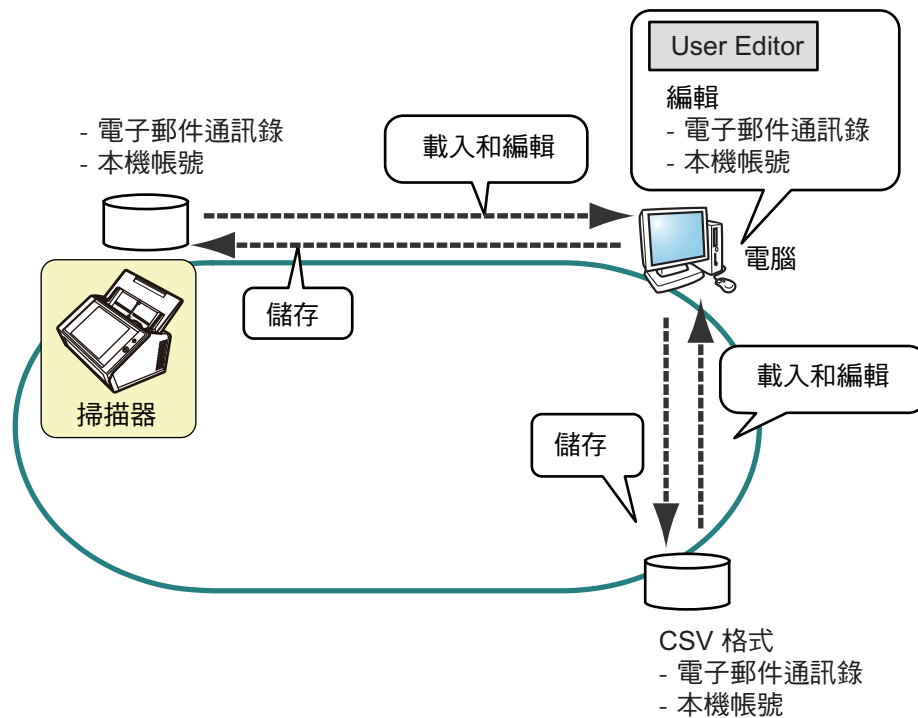 User Editor
編輯
- 電子郵件通訊錄
- 本機帳號
- 電子郵件通訊錄
- 本機帳號
載入和編輯
電腦
儲存
掃描器
載入和編輯
儲存
CSV 格式
- 電子郵件通訊錄
- 本機帳號